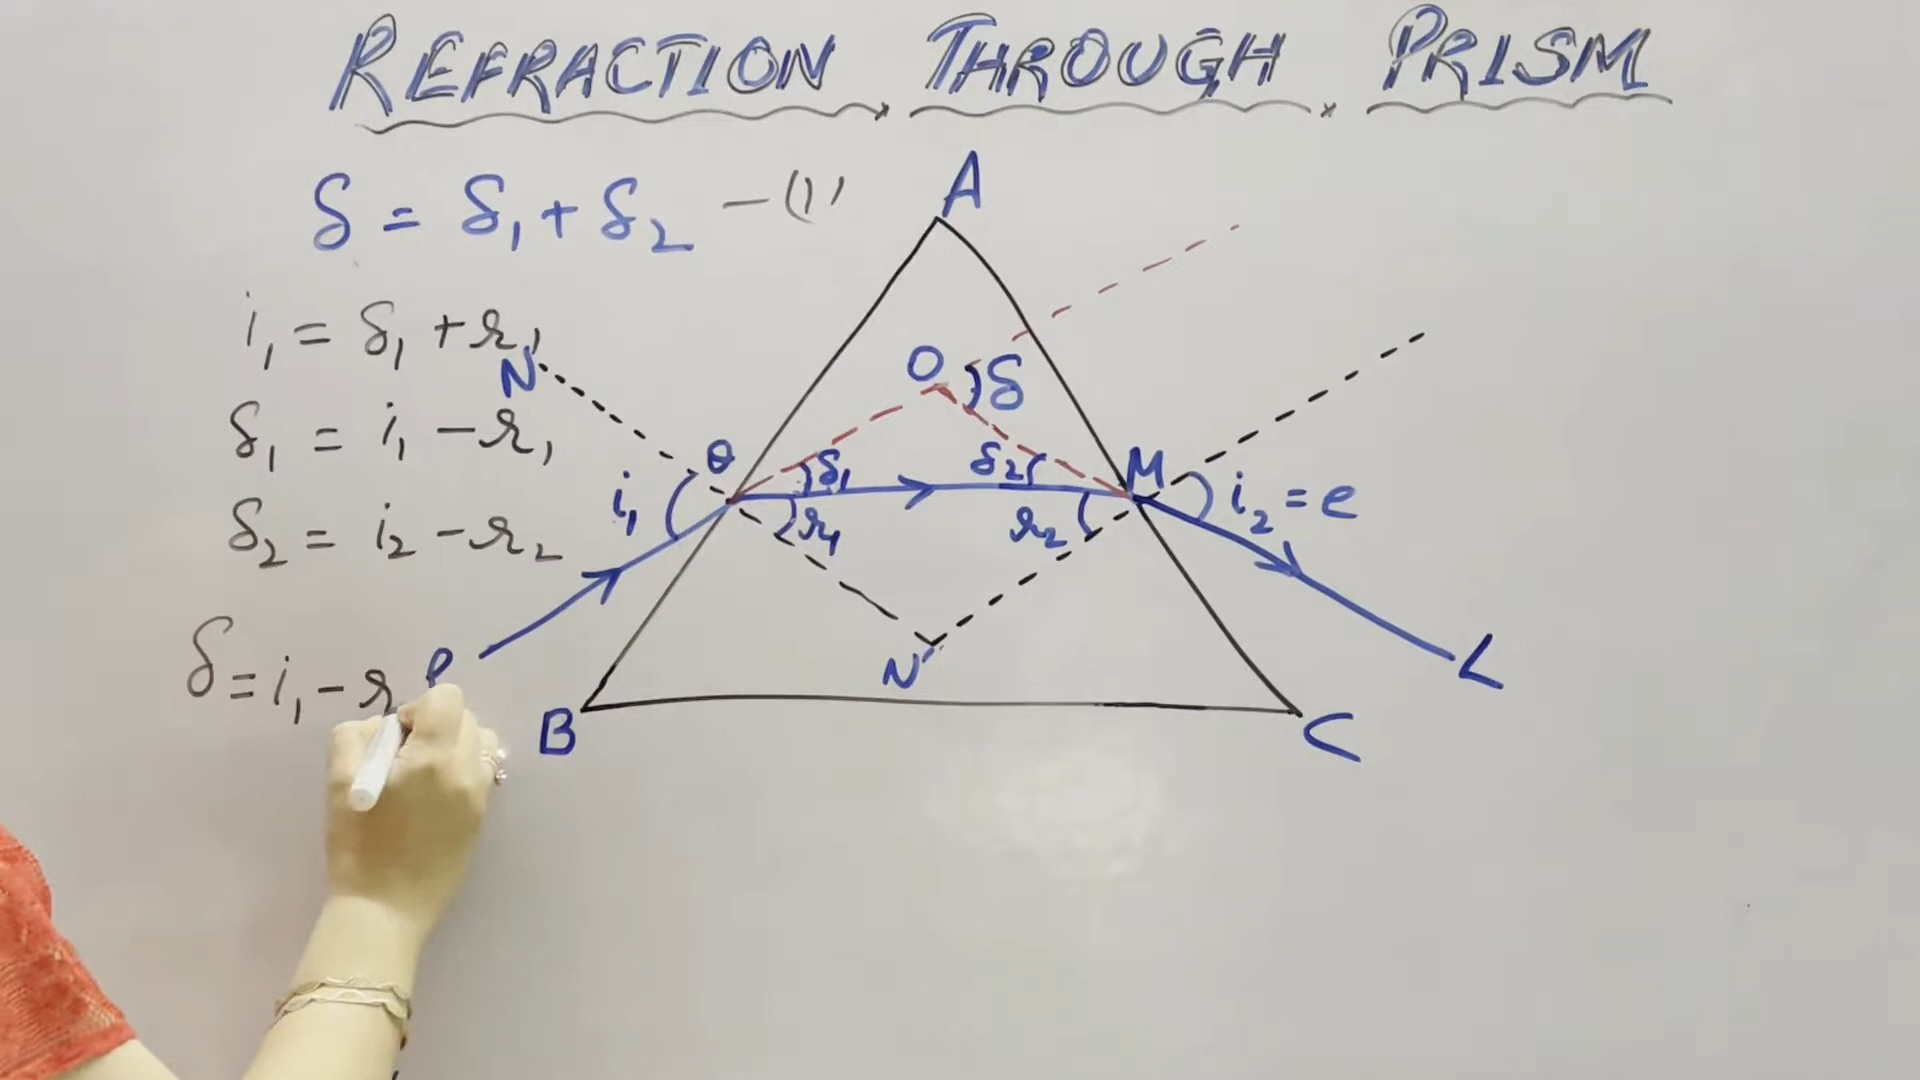 REFRACTION THROUGH PRISM
δ = δ₁ + δ₂ —(1)
i₁ = δ₁ + r₁
δ₁ = i₁ - r₁
δ₂ = i₂ - r₂
δ = i₁ - r
A
O
δ
N
Q
M
δ₁
δ₂
i₁
r₁
r₂
i₂ = e
P
N'
L
B
C